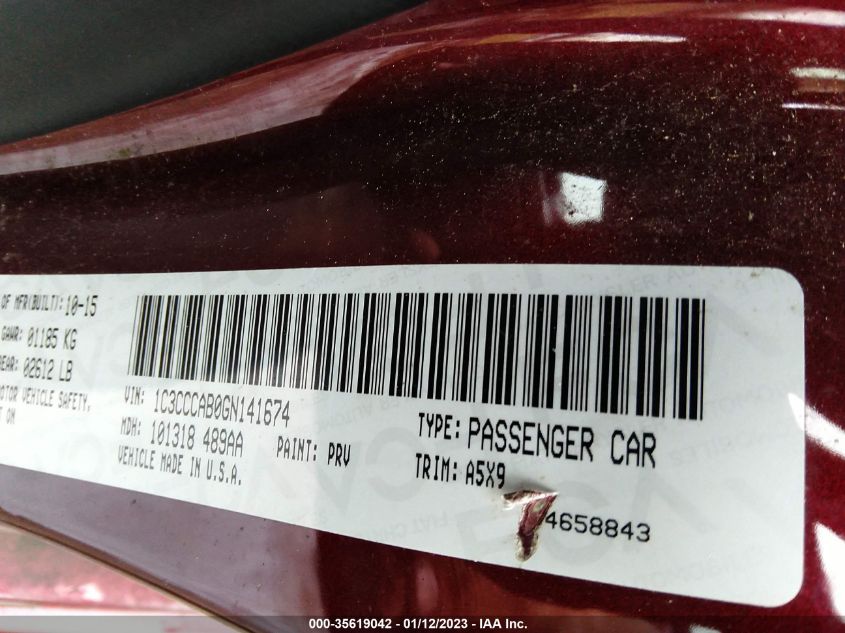 OF MFR(BUILT): 10-15
GAWR: 01185 KG
REAR: 02612 LB
MOTOR VEHICLE SAFETY,
ON
VIN: 1C3CCCAB0GN141674
MDH: 101318 489AA PAINT: PRV
VEHICLE MADE IN U.S.A.
TYPE: PASSENGER CAR
TRIM: A5X9
4658843
000-35619042 - 01/12/2023 - IAA Inc.